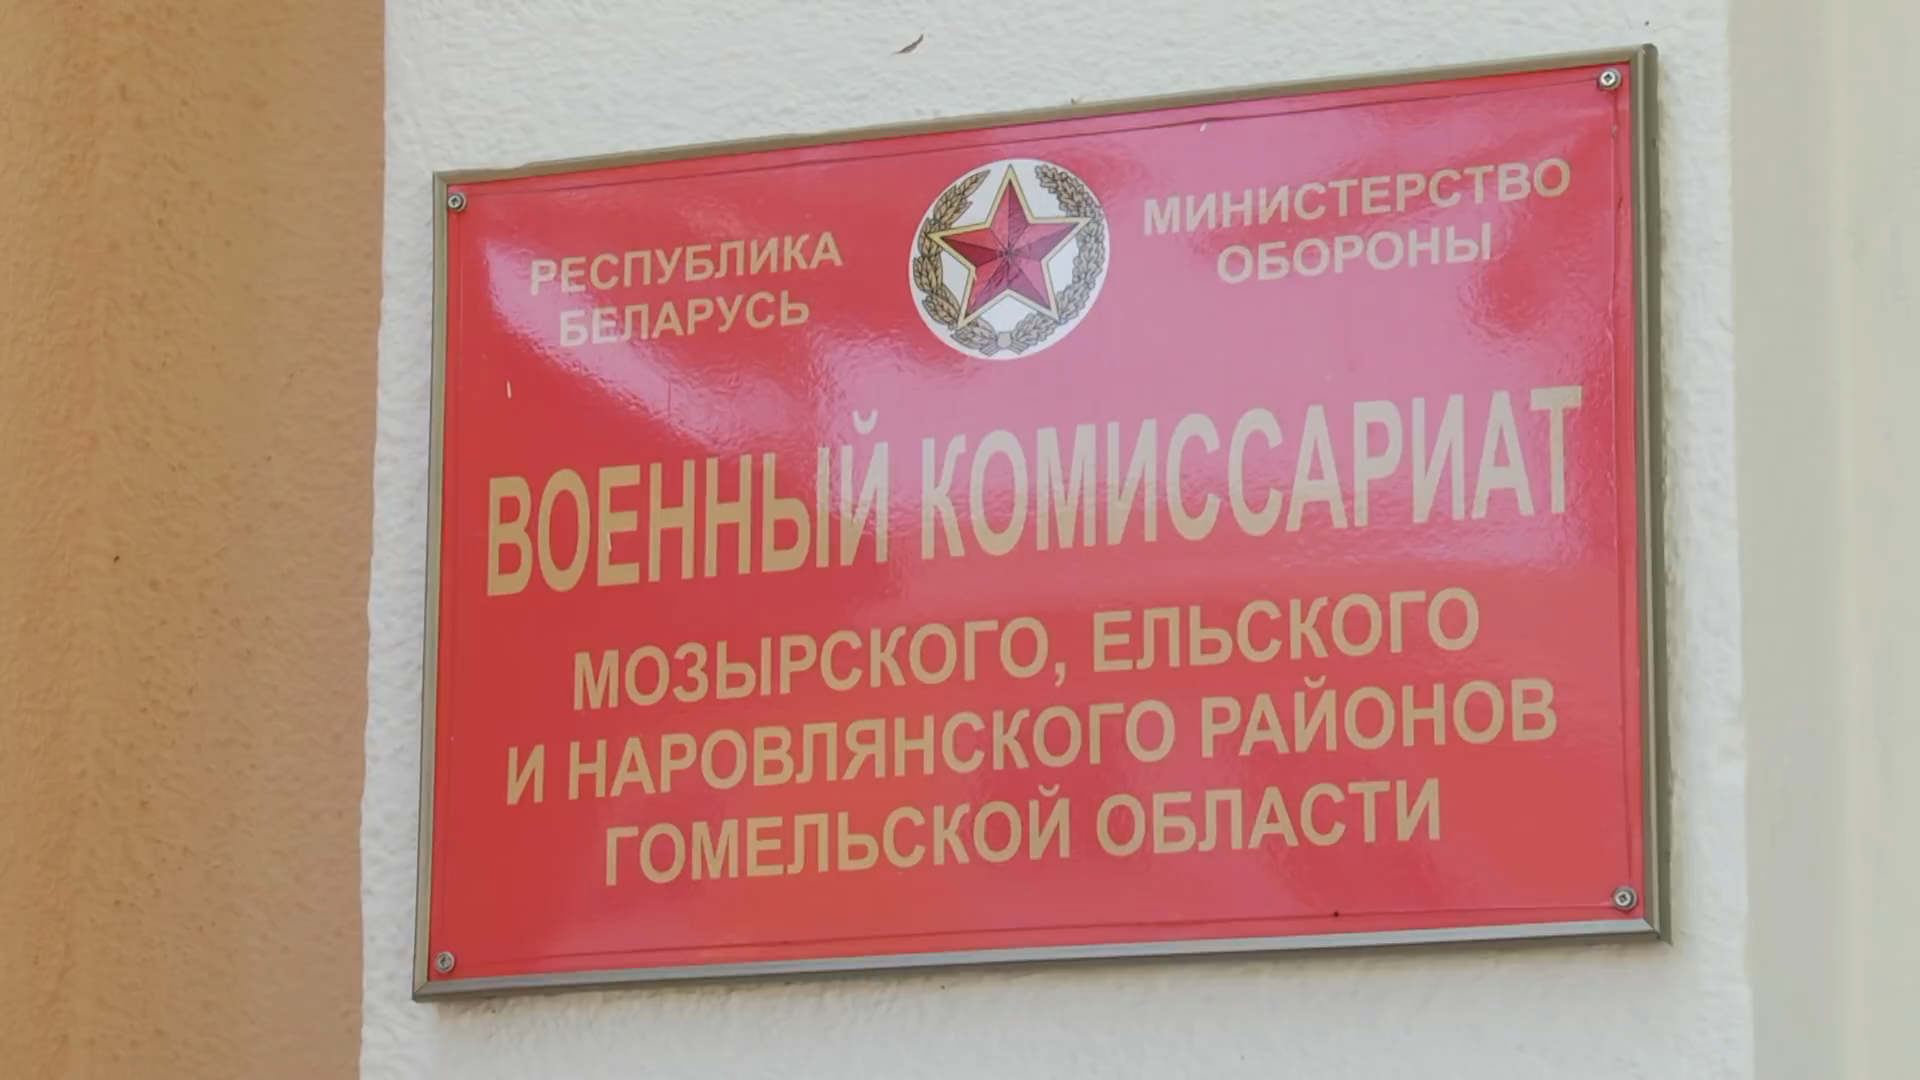 РЕСПУБЛИКА
БЕЛАРУСЬ
МИНИСТЕРСТВО
ОБОРОНЫ
ВОЕННЫЙ КОМИССАРИАТ
МОЗЫРСКОГО, ЕЛЬСКОГО
И НАРОВЛЯНСКОГО РАЙОНОВ
ГОМЕЛЬСКОЙ ОБЛАСТИ